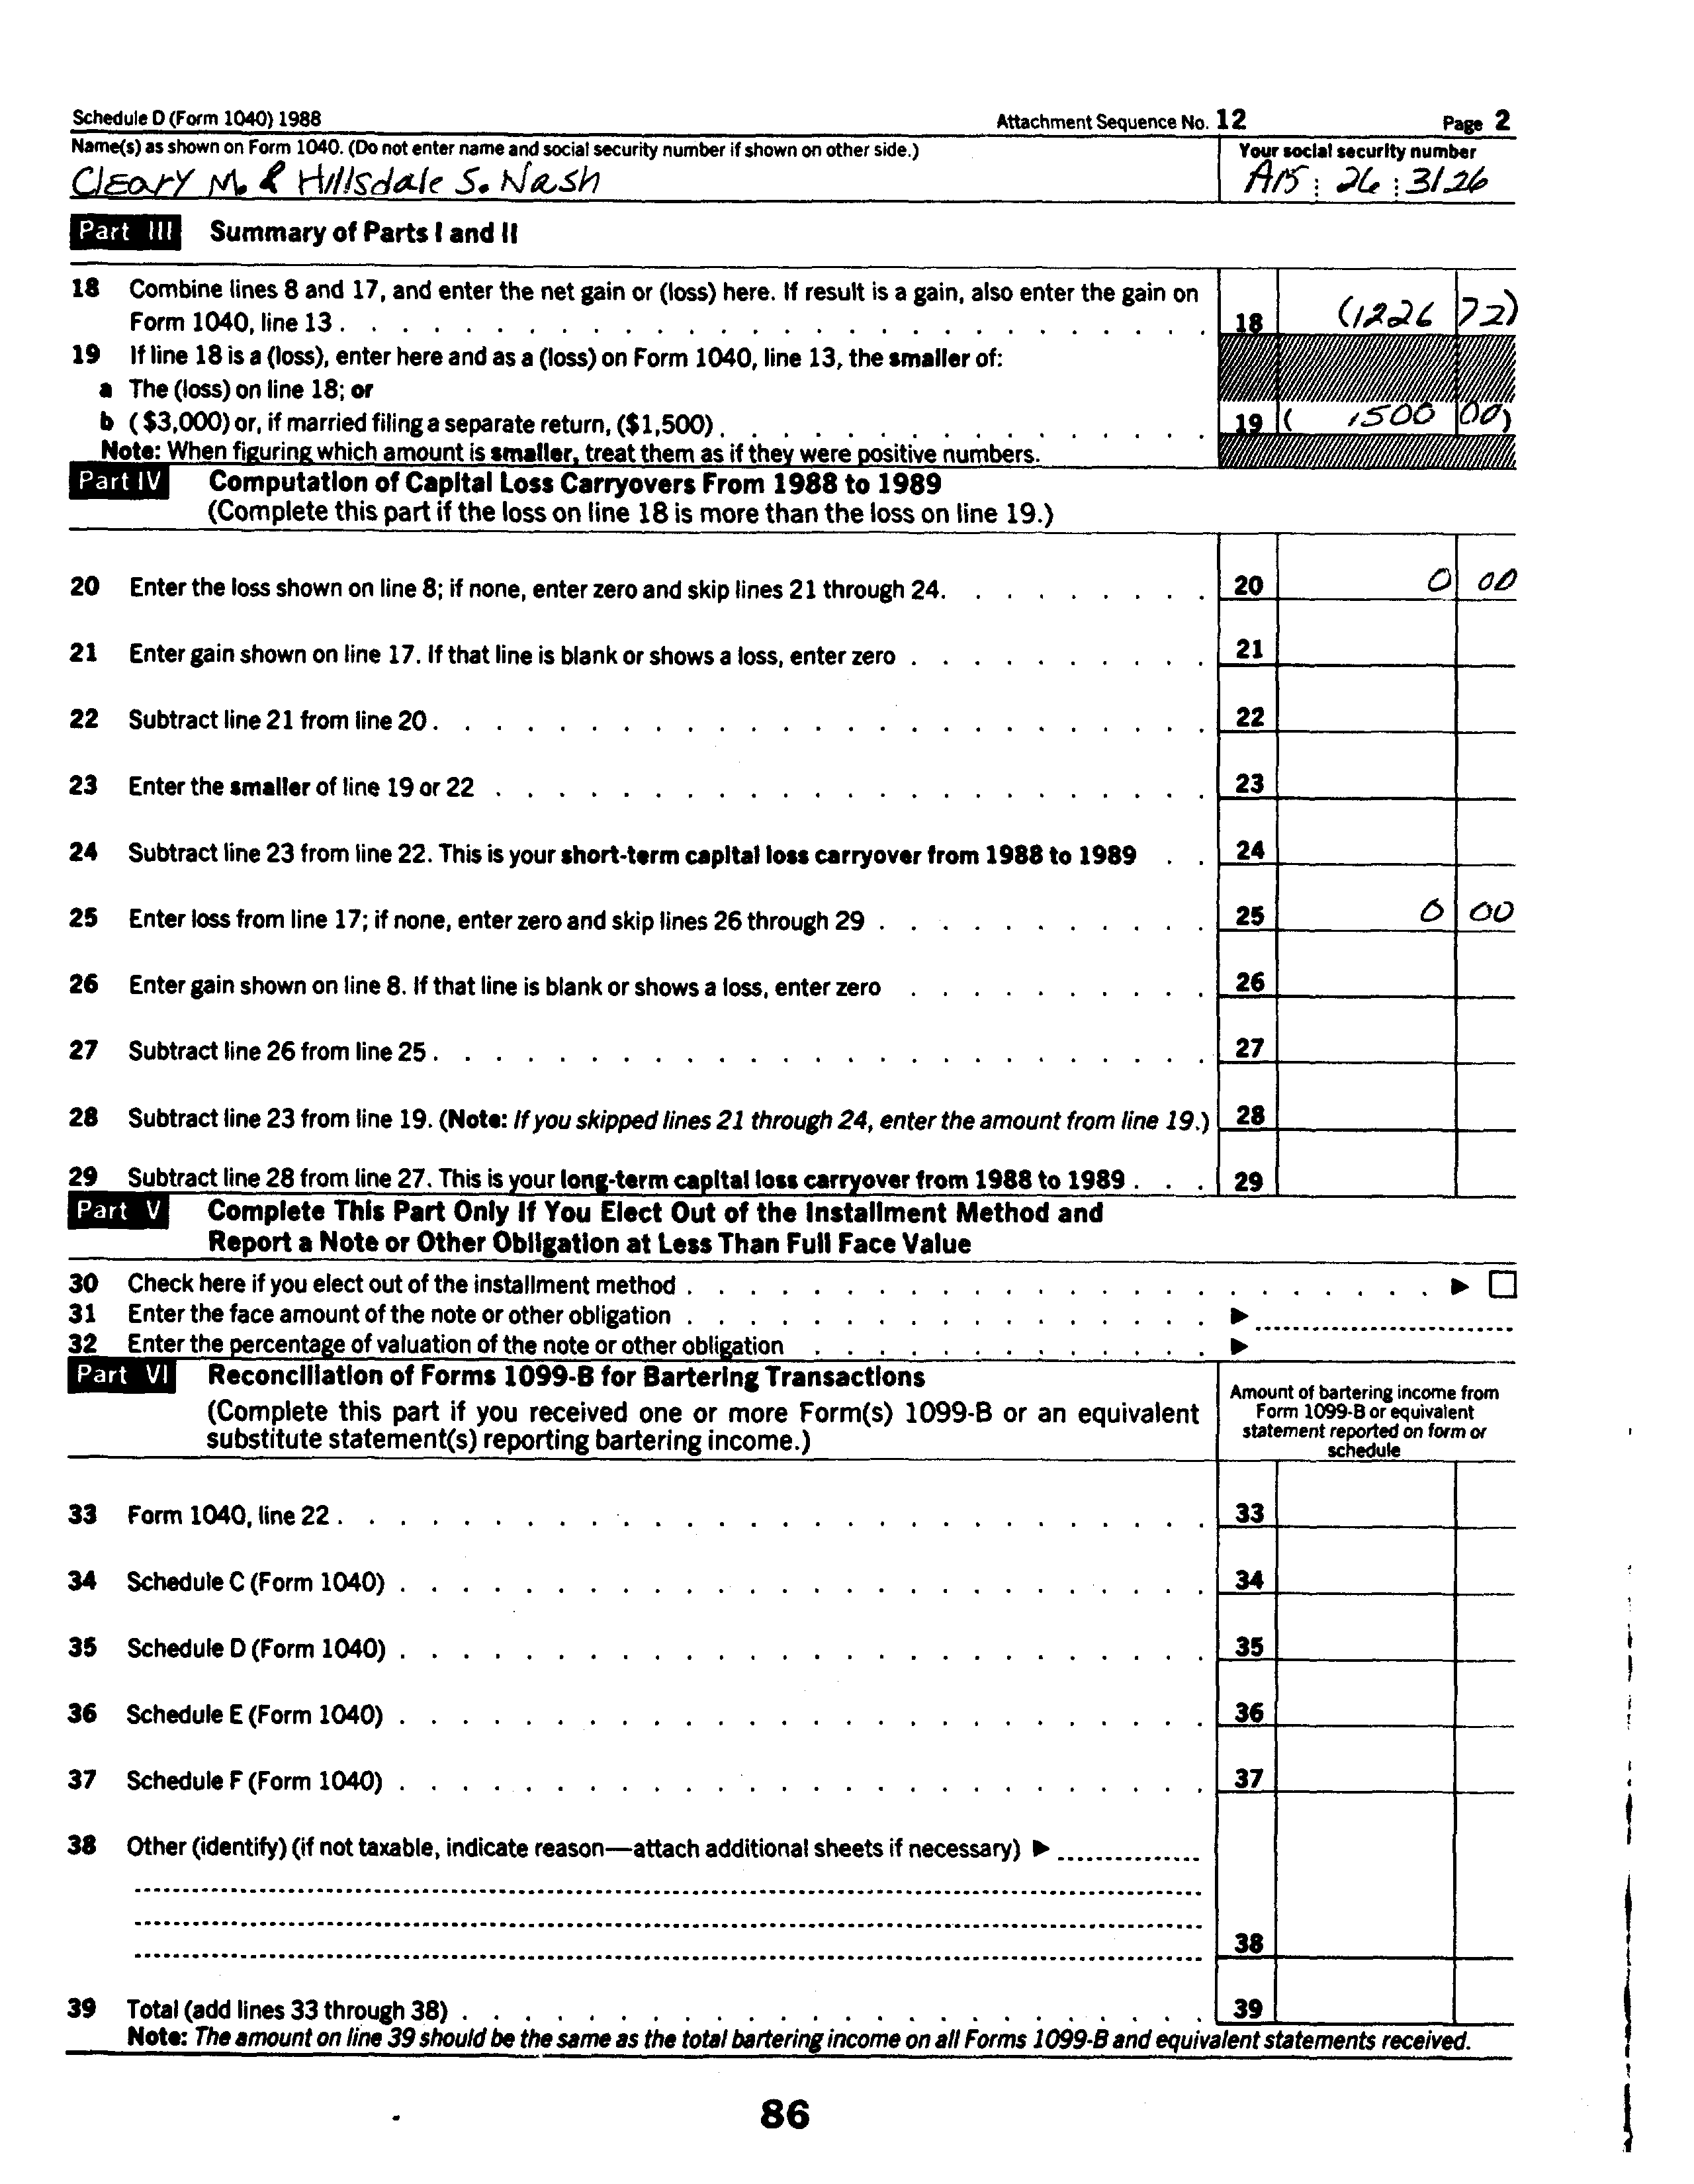 Schedule D (Form 1040) 1988 Attachment Sequence No. 12 Page 2
Name(s) as shown on Form 1040. (Do not enter name and social security number if shown on other side.) Your social security number
Cleary M. & Hillsdale S. Nash 26 3126
Part III Summary of Parts I and II
18 Combine lines 8 and 17, and enter the net gain or (loss) here. If result is a gain, also enter the gain on
Form 1040, line 13 18 (1226 72)
19 If line 18 is a (loss), enter here and as a (loss) on Form 1040, line 13, the smaller of:
a The (loss) on line 18; or
b ($3,000) or, if married filing a separate return, ($1,500) 19 ( 1500 00)
Note: When figuring which amount is smaller, treat them as if they were positive numbers.
Part IV Computation of Capital Loss Carryovers From 1988 to 1989
(Complete this part if the loss on line 18 is more than the loss on line 19.)
20 Enter the loss shown on line 8; if none, enter zero and skip lines 21 through 24. 20 0 00
21 Enter gain shown on line 17. If that line is blank or shows a loss, enter zero 21
22 Subtract line 21 from line 20 22
23 Enter the smaller of line 19 or 22 23
24 Subtract line 23 from line 22. This is your short-term capital loss carryover from 1988 to 1989 24
25 Enter loss from line 17; if none, enter zero and skip lines 26 through 29 25 0 00
26 Enter gain shown on line 8. If that line is blank or shows a loss, enter zero 26
27 Subtract line 26 from line 25 27
28 Subtract line 23 from line 19. (Note: If you skipped lines 21 through 24, enter the amount from line 19.) 28
29 Subtract line 28 from line 27. This is your long-term capital loss carryover from 1988 to 1989 29
Part V Complete This Part Only If You Elect Out of the Installment Method and
Report a Note or Other Obligation at Less Than Full Face Value
30 Check here if you elect out of the installment method ▶ ☐
31 Enter the face amount of the note or other obligation ▶
32 Enter the percentage of valuation of the note or other obligation ▶
Part VI Reconciliation of Forms 1099-B for Bartering Transactions
(Complete this part if you received one or more Form(s) 1099-B or an equivalent
substitute statement(s) reporting bartering income.)
Amount of bartering income from
Form 1099-B or equivalent
statement reported on form or
schedule
33 Form 1040, line 22 33
34 Schedule C (Form 1040) 34
35 Schedule D (Form 1040) 35
36 Schedule E (Form 1040) 36
37 Schedule F (Form 1040) 37
38 Other (identify) (if not taxable, indicate reason—attach additional sheets if necessary) ▶
38
39 Total (add lines 33 through 38) 39
Note: The amount on line 39 should be the same as the total bartering income on all Forms 1099-B and equivalent statements received.
86